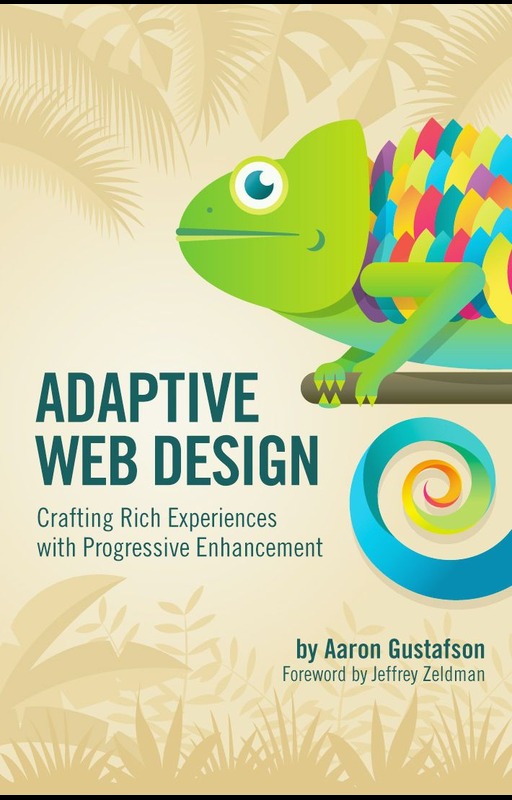 ADAPTIVE
WEB DESIGN
Crafting Rich Experiences
with Progressive Enhancement
by Aaron Gustafson
Foreword by Jeffrey Zeldman